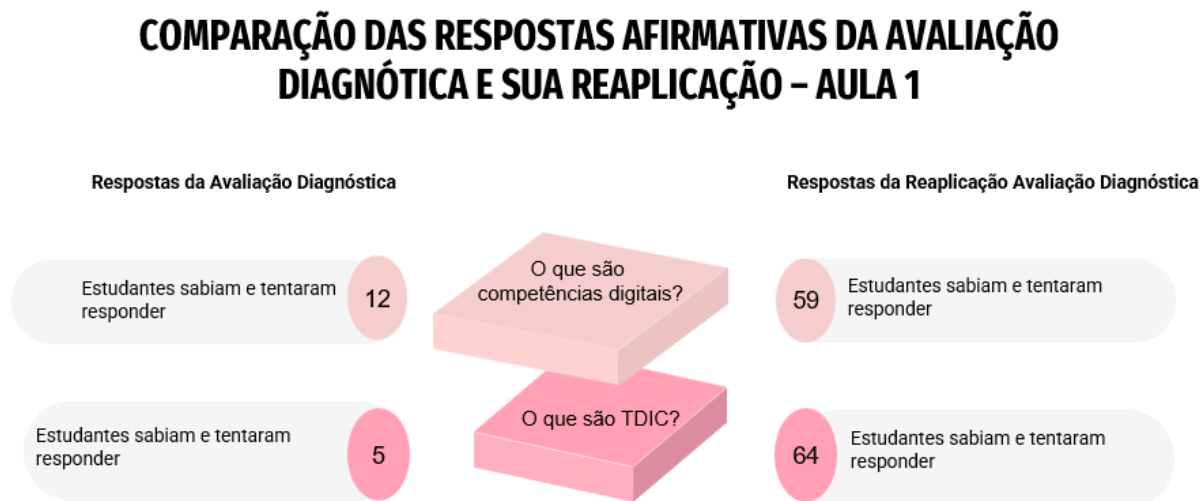 COMPARAÇÃO DAS RESPOSTAS AFIRMATIVAS DA AVALIAÇÃO
DIAGNÓTICA E SUA REAPLICAÇÃO – AULA 1
Respostas da Avaliação Diagnóstica
Respostas da Reaplicação Avaliação Diagnóstica
Estudantes sabiam e tentaram
responder
12
O que são
competências digitais?
59
Estudantes sabiam e tentaram
responder
Estudantes sabiam e tentaram
responder
5
O que são TDIC?
64
Estudantes sabiam e tentaram
responder